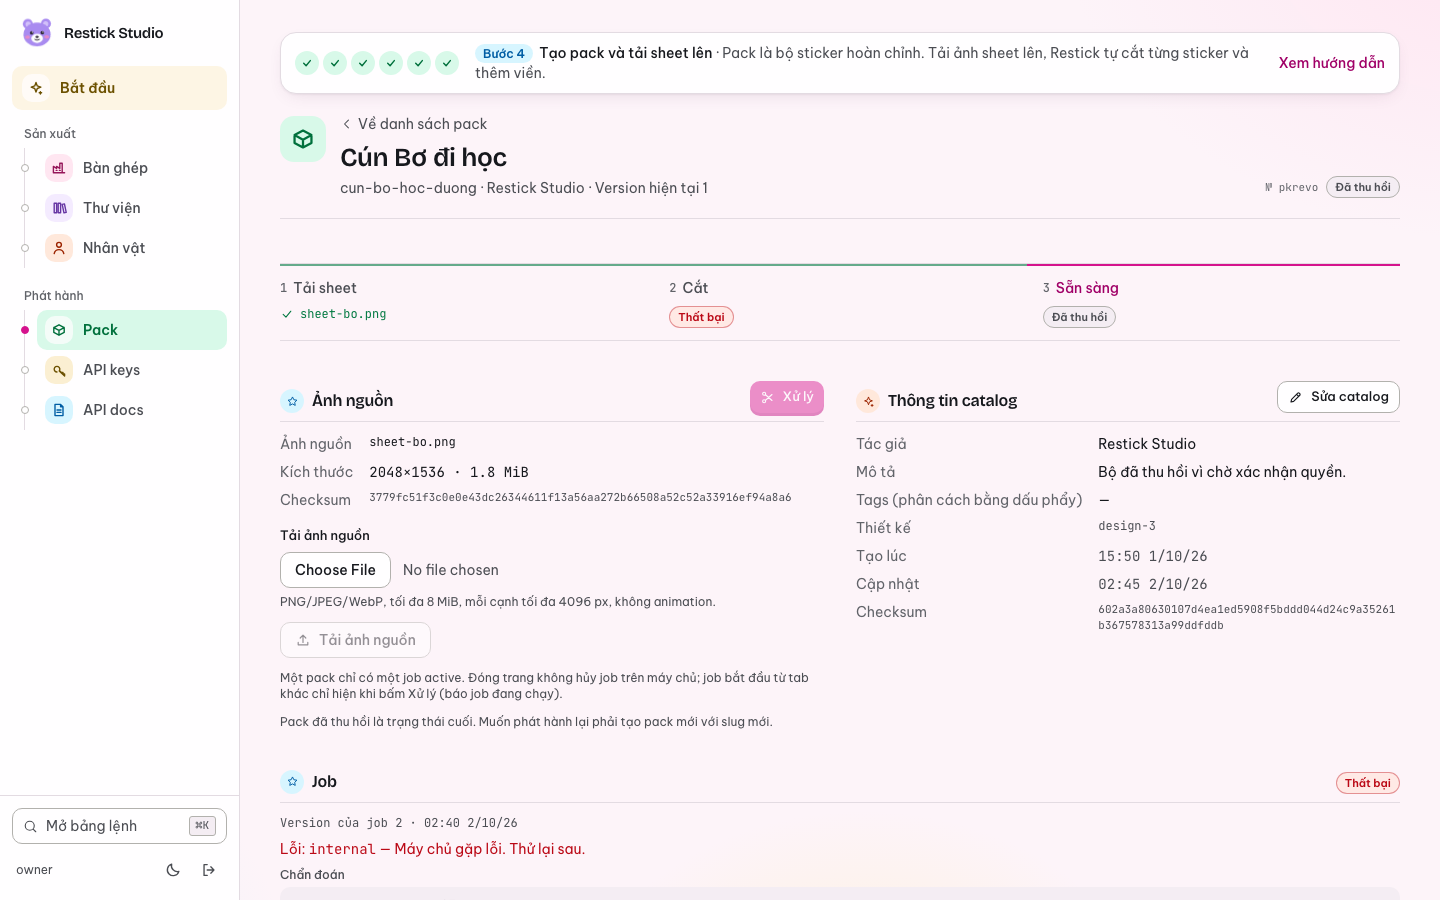 Restick Studio
Bắt đầu
Sản xuất
Bàn ghép
Thư viện
Nhân vật
Phát hành
Pack
API keys
API docs
Mở bảng lệnh
⌘K
owner
Bước 4 Tạo pack và tải sheet lên · Pack là bộ sticker hoàn chỉnh. Tải ảnh sheet lên, Restick tự cắt từng sticker và
thêm viền.
Xem hướng dẫn
Về danh sách pack
Cún Bơ đi học
cun-bo-hoc-duong · Restick Studio · Version hiện tại 1
№ pkrevo
Đã thu hồi
1 Tải sheet
sheet-bo.png
2 Cắt
Thất bại
3 Sẵn sàng
Đã thu hồi
Ảnh nguồn
Xử lý
Ảnh nguồn sheet-bo.png
Kích thước 2048×1536 · 1.8 MiB
Checksum 3779fc51f3c0e0e43dc26344611f13a56aa272b66508a52c52a33916ef94a8a6
Tải ảnh nguồn
Choose File No file chosen
PNG/JPEG/WebP, tối đa 8 MiB, mỗi cạnh tối đa 4096 px, không animation.
Tải ảnh nguồn
Một pack chỉ có một job active. Đóng trang không hủy job trên máy chủ; job bắt đầu từ tab
khác chỉ hiện khi bấm Xử lý (báo job đang chạy).
Pack đã thu hồi là trạng thái cuối. Muốn phát hành lại phải tạo pack mới với slug mới.
Thông tin catalog
Sửa catalog
Tác giả Restick Studio
Mô tả Bộ đã thu hồi vì chờ xác nhận quyền.
Tags (phân cách bằng dấu phẩy) —
Thiết kế design-3
Tạo lúc 15:50 1/10/26
Cập nhật 02:45 2/10/26
Checksum 602a3a80630107d4ea1ed5908f5bddd044d24c9a35261
b367578313a99ddfddb
Job
Thất bại
Version của job 2 · 02:40 2/10/26
Lỗi: internal — Máy chủ gặp lỗi. Thử lại sau.
Chẩn đoán